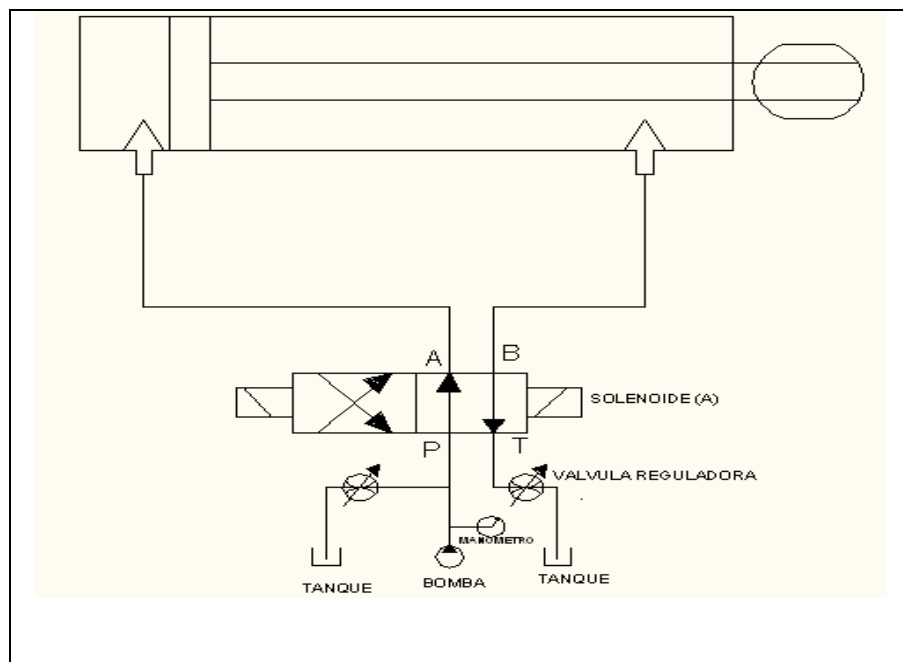 A B
SOLENOIDE (A)
P T
VALVULA REGULADORA
MANOMETRO
TANQUE BOMBA TANQUE